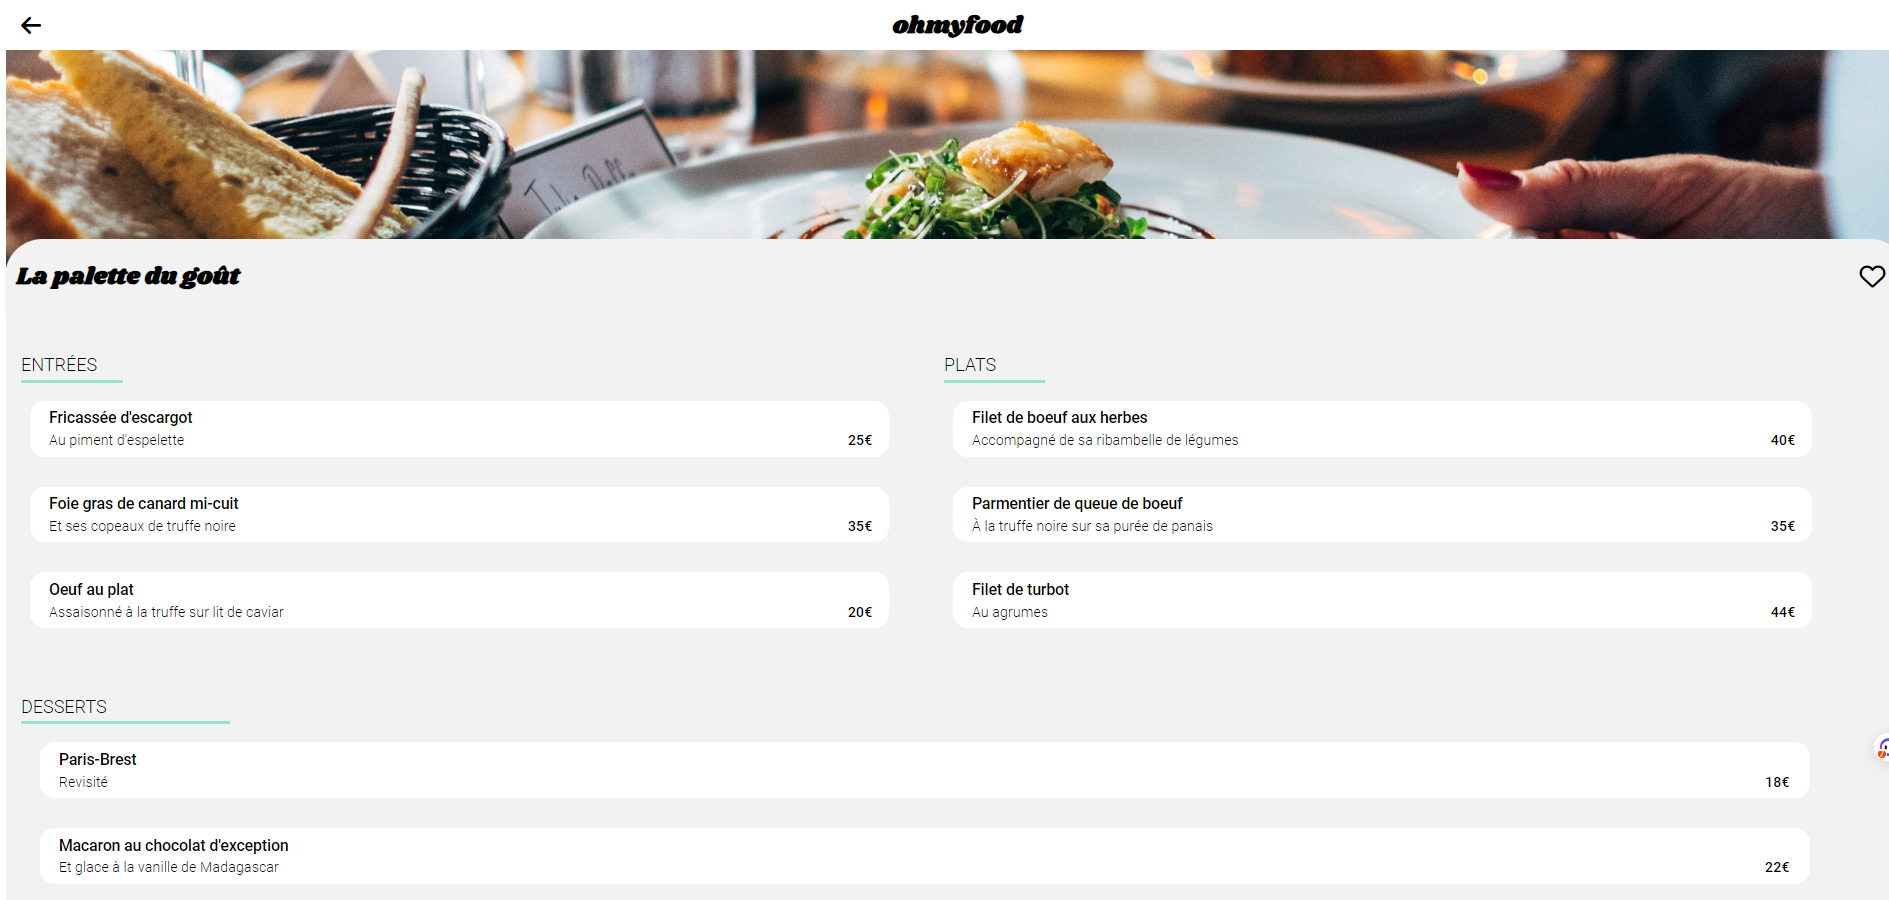 ohmyfood
La palette du goût
ENTRÉES
Fricassée d'escargot
Au piment d'espelette
25€
Foie gras de canard mi-cuit
Et ses copeaux de truffe noire
35€
Oeuf au plat
Assaisonné à la truffe sur lit de caviar
20€
PLATS
Filet de boeuf aux herbes
Accompagné de sa ribambelle de légumes
40€
Parmentier de queue de boeuf
À la truffe noire sur sa purée de panais
35€
Filet de turbot
Au agrumes
44€
DESSERTS
Paris-Brest
Revisité
18€
Macaron au chocolat d'exception
Et glace à la vanille de Madagascar
22€